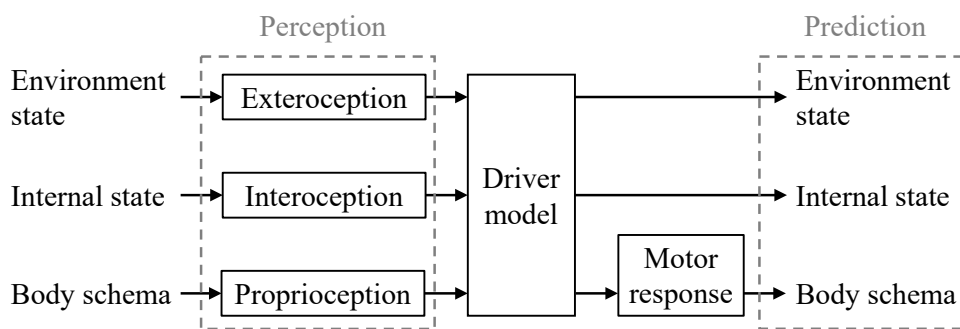 Perception
Prediction
Environment
state
Exteroception
Environment
state
Internal state
Interoception
Driver
model
Internal state
Body schema
Proprioception
Motor
response
Body schema